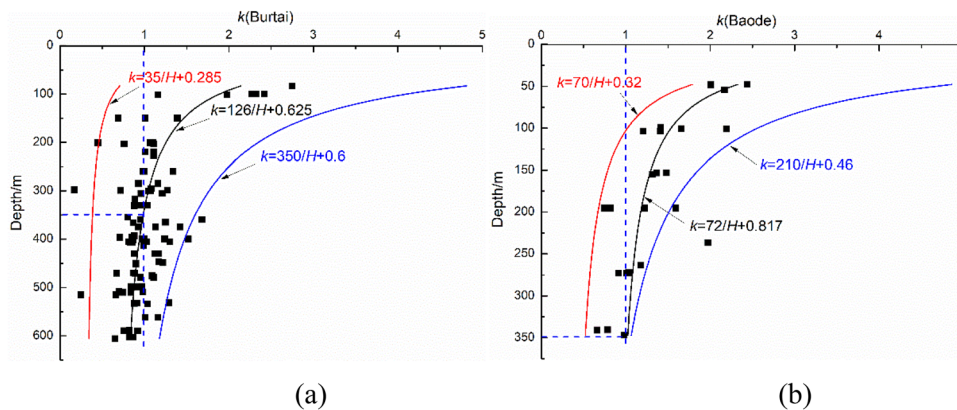 k(Burtai)
0 1 2 3 4 5
0
100
200
300
400
500
600
Depth/m
k=35/H+0.285
k=126/H+0.625
k=350/H+0.6
(a)
k(Baode)
0 1 2 3 4
0
50
100
150
200
250
300
350
Depth/m
k=70/H+0.32
k=210/H+0.46
k=72/H+0.817
(b)